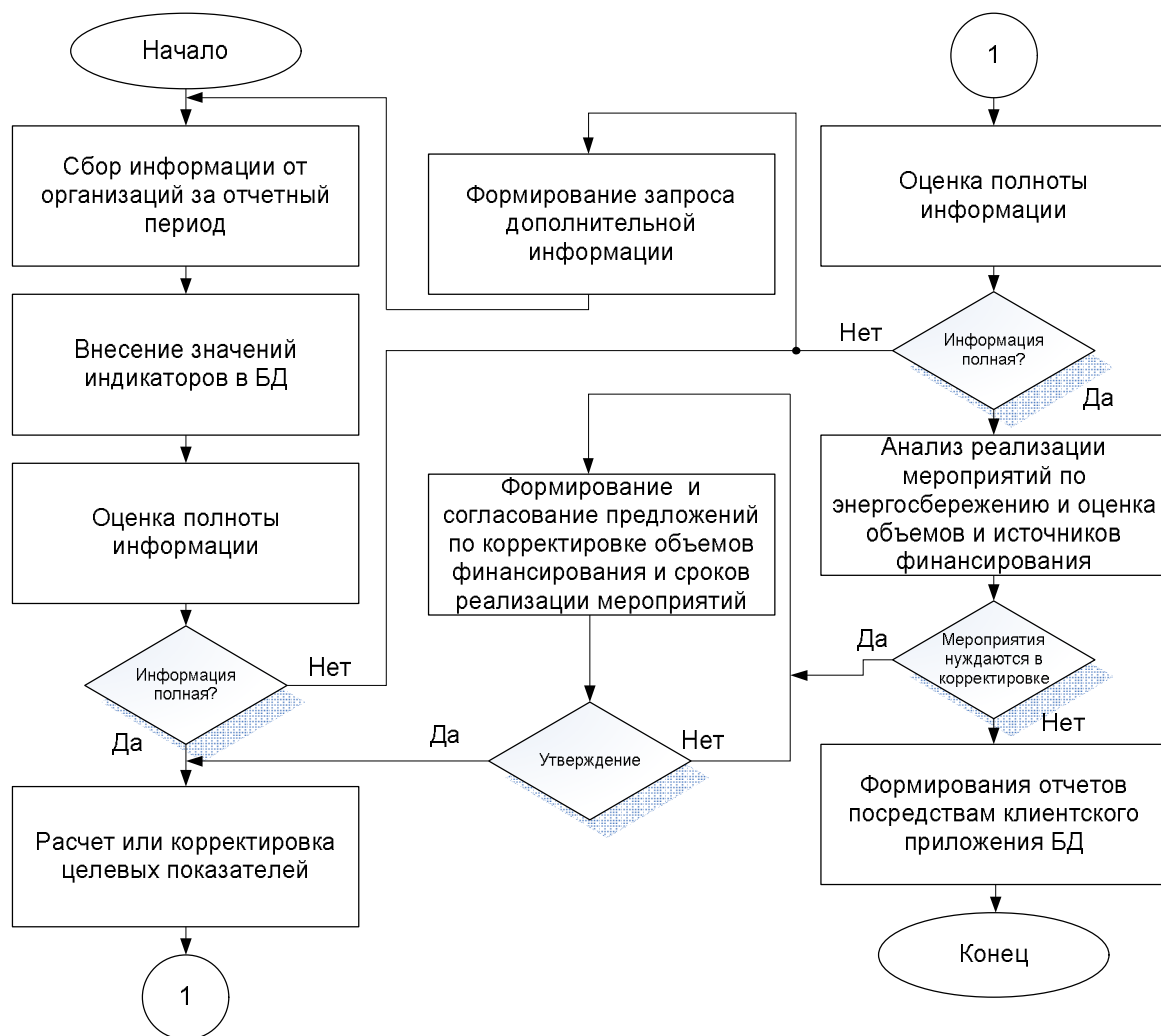 Начало
Сбор информации от
организаций за отчетный
период
Внесение значений
индикаторов в БД
Оценка полноты
информации
Информация
полная?
Нет
Да
Расчет или корректировка
целевых показателей
1
Формирование запроса
дополнительной
информации
Формирование и
согласование предложений
по корректировке объемов
финансирования и сроков
реализации мероприятий
Да
Утверждение
Нет
1
Оценка полноты
информации
Нет
Информация
полная?
Да
Анализ реализации
мероприятий по
энергосбережению и оценка
объемов и источников
финансирования
Да
Мероприятия
нуждаются в
корректировке
Нет
Формирования отчетов
посредствам клиентского
приложения БД
Конец